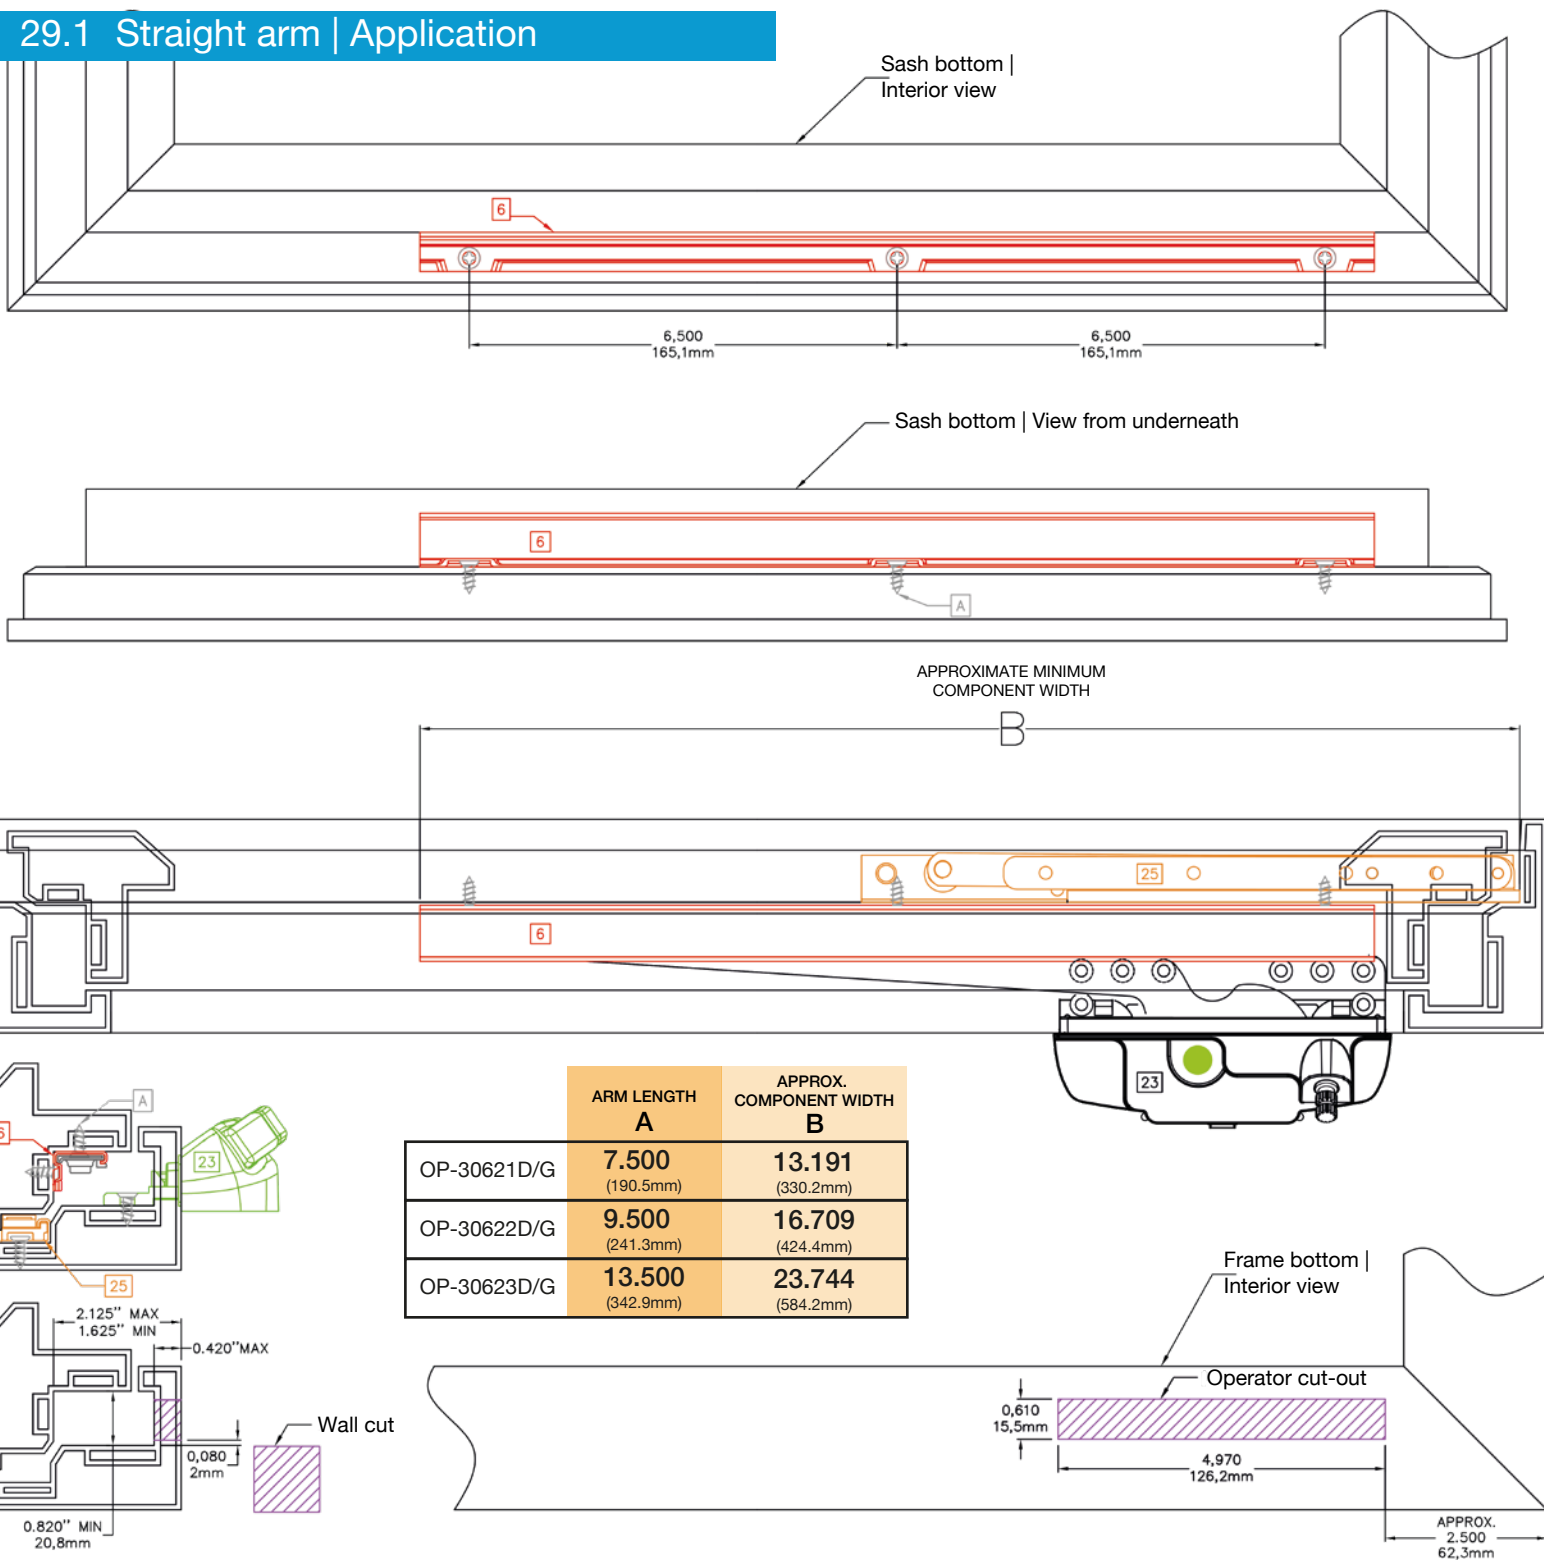 29.1 Straight arm | Application
Sash bottom |
Interior view
6
6,500
165,1mm
6,500
165,1mm
Sash bottom | View from underneath
6
A
APPROXIMATE MINIMUM
COMPONENT WIDTH
B
25
6
23
A
6
23
25
ARM LENGTH
A
APPROX.
COMPONENT WIDTH
B
OP-30621D/G
7.500
(190.5mm)
13.191
(330.2mm)
OP-30622D/G
9.500
(241.3mm)
16.709
(424.4mm)
OP-30623D/G
13.500
(342.9mm)
23.744
(584.2mm)
2.125" MAX
1.625" MIN
0.420"MAX
0,080
2mm
Wall cut
0.820" MIN
20,8mm
Frame bottom |
Interior view
Operator cut-out
0,610
15,5mm
4,970
126,2mm
APPROX.
2.500
62,3mm